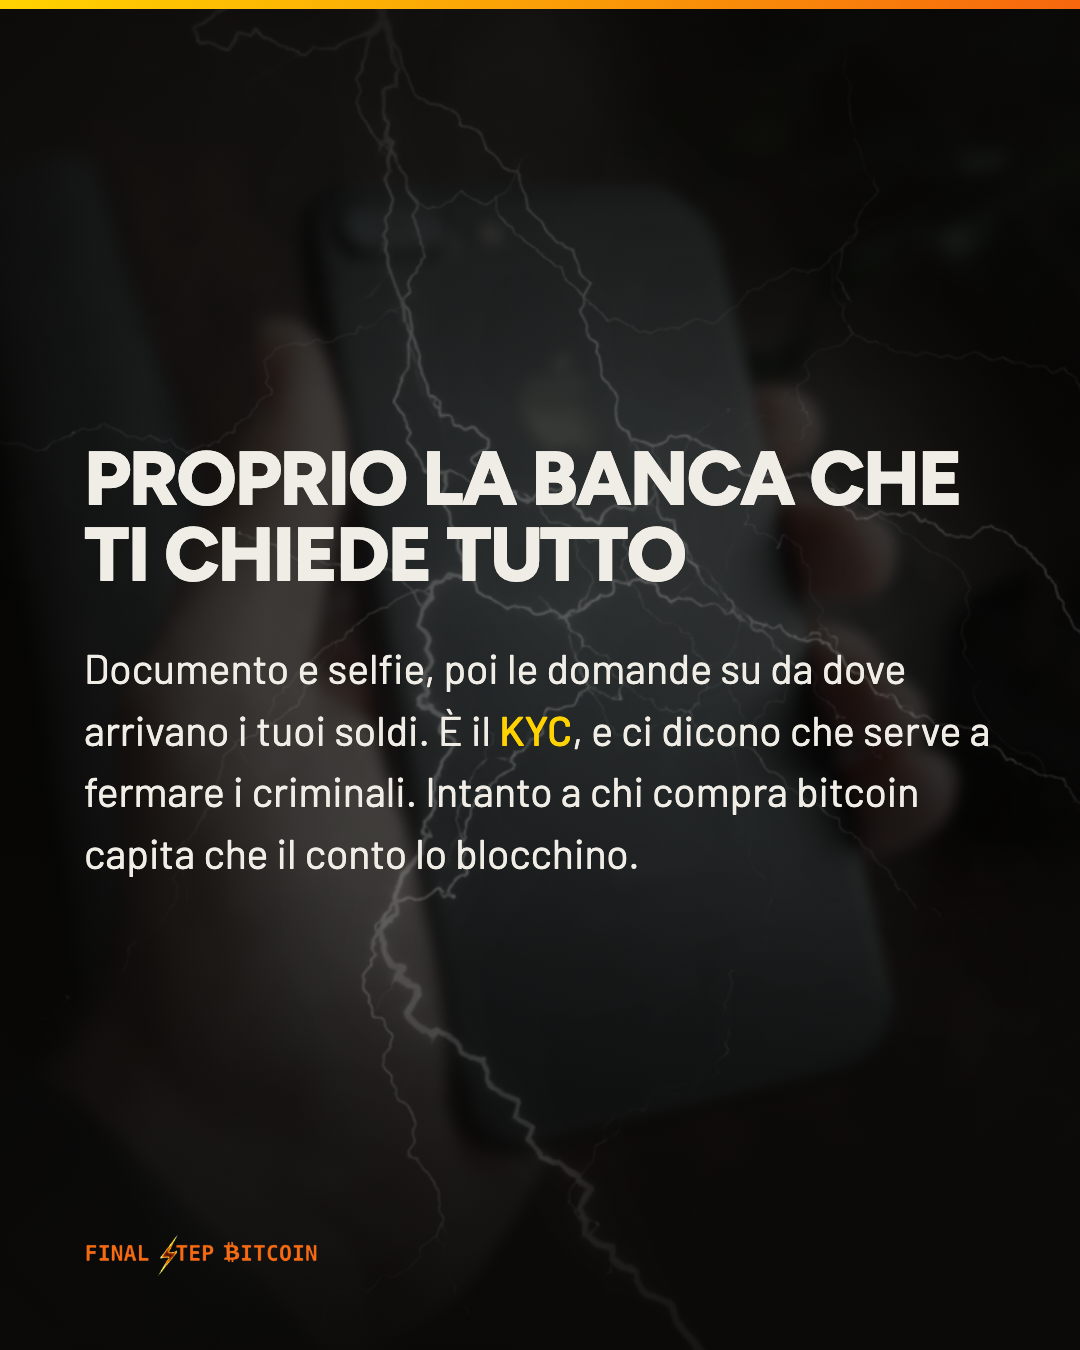 PROPRIO LA BANCA CHE
TI CHIEDE TUTTO
Documento e selfie, poi le domande su da dove
arrivano i tuoi soldi. È il KYC, e ci dicono che serve a
fermare i criminali. Intanto a chi compra bitcoin
capita che il conto lo blocchino.
FINAL STEP BITCOIN